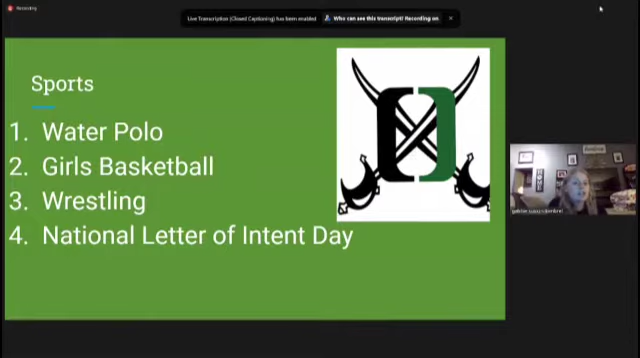 Recording
Live Transcription (Closed Captioning) has been enabled
Who can see this transcript? Recording on
Sports
1. Water Polo
2. Girls Basketball
3. Wrestling
4. National Letter of Intent Day
O